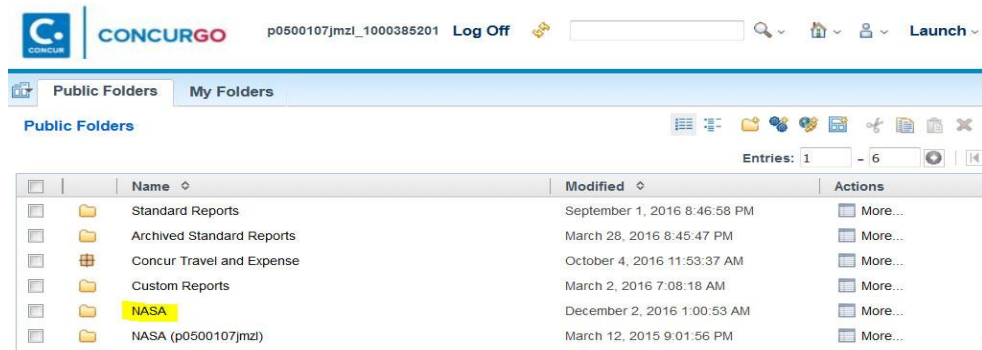 C.
CONCUR
CONCURGO p0500107jmzl_1000385201 Log Off Launch
Public Folders My Folders
Public Folders
Entries: 1 - 6
Name Modified Actions
Standard Reports September 1, 2016 8:46:58 PM More...
Archived Standard Reports March 28, 2016 8:45:47 PM More...
Concur Travel and Expense October 4, 2016 11:53:37 AM More...
Custom Reports March 2, 2016 7:08:18 AM More...
NASA December 2, 2016 1:00:53 AM More...
NASA (p0500107jmzl) March 12, 2015 9:01:56 PM More...